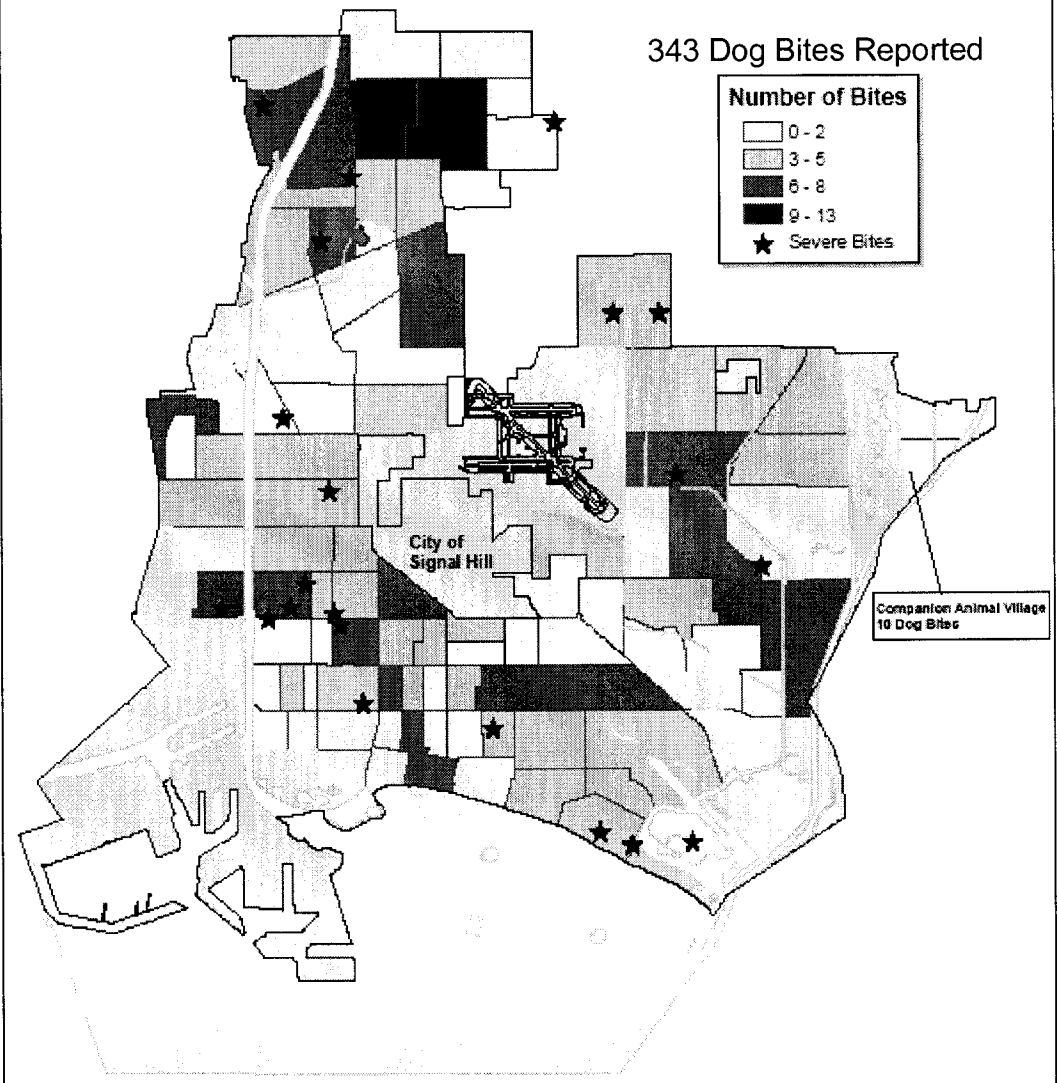 343 Dog Bites Reported
Number of Bites
0 - 2
3 - 5
6 - 8
9 - 13
Severe Bites
City of
Signal Hill
Companion Animal Village
10 Dog Bites